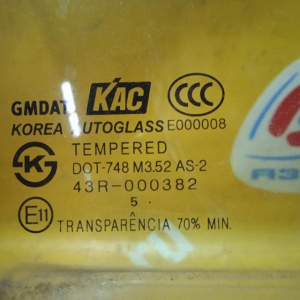 GMDAT KAC CCC
KOREA AUTOGLASS E000008
TEMPERED
DOT-748 M3.52 AS-2
43R-000382
5
E11 TRANSPARÊNCIA 70% MIN.